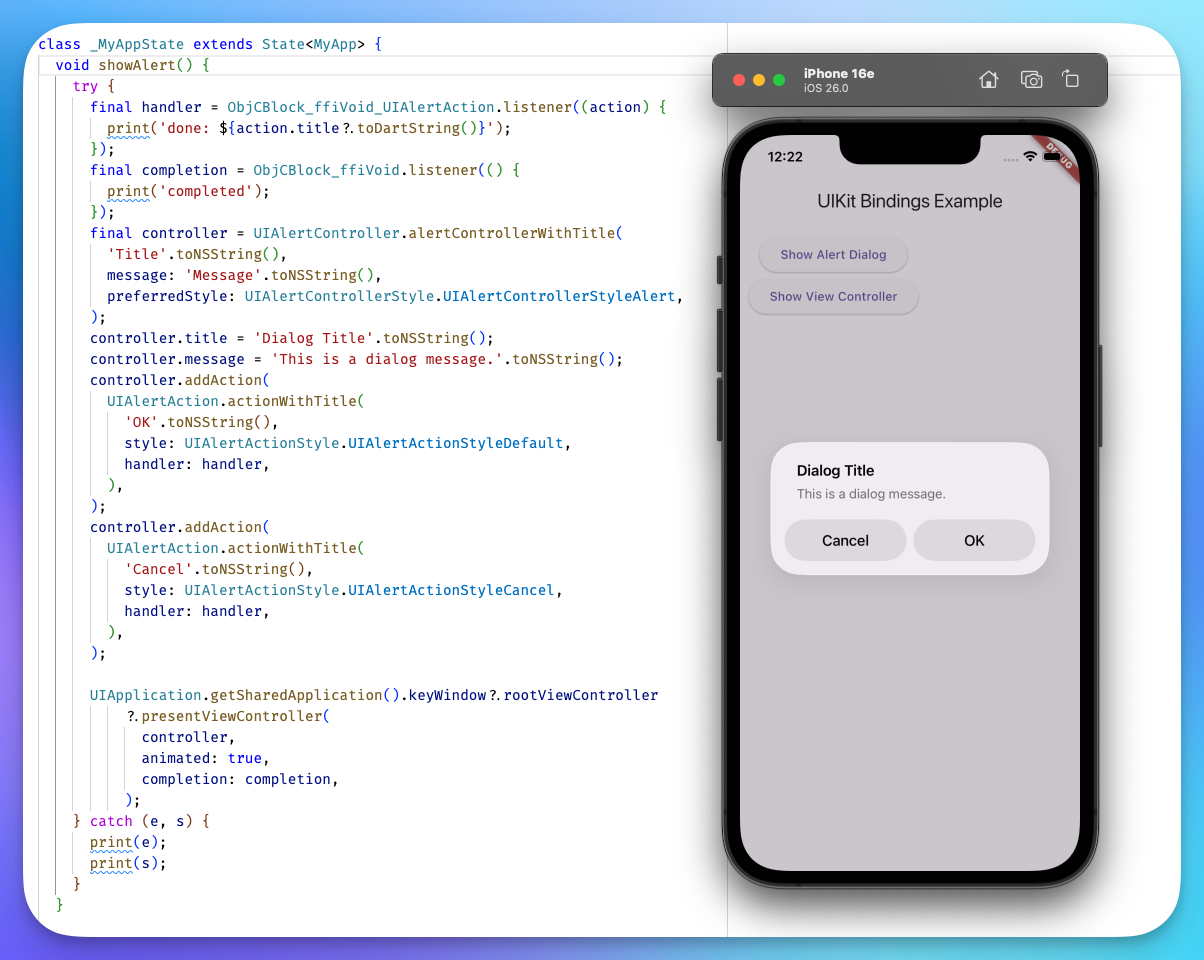 class _MyAppState extends State<MyApp> {
void showAlert() {
try {
final handler = ObjCBlock_ffiVoid_UIAlertAction.listener((action) {
print('done: ${action.title?.toDartString()}');
});
final completion = ObjCBlock_ffiVoid.listener(() {
print('completed');
});
final controller = UIAlertController.alertControllerWithTitle(
'Title'.toNSString(),
message: 'Message'.toNSString(),
preferredStyle: UIAlertControllerStyle.UIAlertControllerStyleAlert,
);
controller.title = 'Dialog Title'.toNSString();
controller.message = 'This is a dialog message.'.toNSString();
controller.addAction(
UIAlertAction.actionWithTitle(
'OK'.toNSString(),
style: UIAlertActionStyle.UIAlertActionStyleDefault,
handler: handler,
),
);
controller.addAction(
UIAlertAction.actionWithTitle(
'Cancel'.toNSString(),
style: UIAlertActionStyle.UIAlertActionStyleCancel,
handler: handler,
),
);
UIApplication.getSharedApplication().keyWindow?.rootViewController
?.presentViewController(
controller,
animated: true,
completion: completion,
);
} catch (e, s) {
print(e);
print(s);
}
}
iPhone 16e
iOS 26.0
12:22
DEBUG
UIKit Bindings Example
Show Alert Dialog
Show View Controller
Dialog Title
This is a dialog message.
Cancel
OK